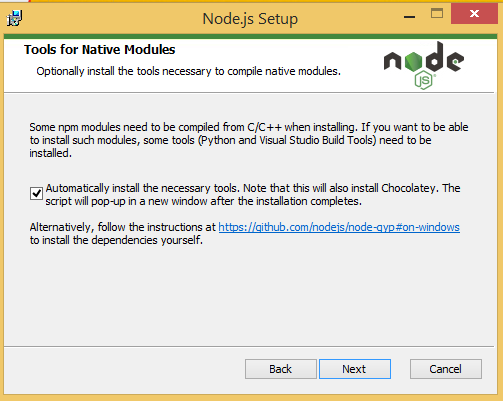 Node.js Setup
Tools for Native Modules
Optionally install the tools necessary to compile native modules.
node
JS
®
Some npm modules need to be compiled from C/C++ when installing. If you want to be able
to install such modules, some tools (Python and Visual Studio Build Tools) need to be
installed.
Automatically install the necessary tools. Note that this will also install Chocolatey. The
script will pop-up in a new window after the installation completes.
Alternatively, follow the instructions at https://github.com/nodejs/node-gyp#on-windows
to install the dependencies yourself.
Back Next Cancel